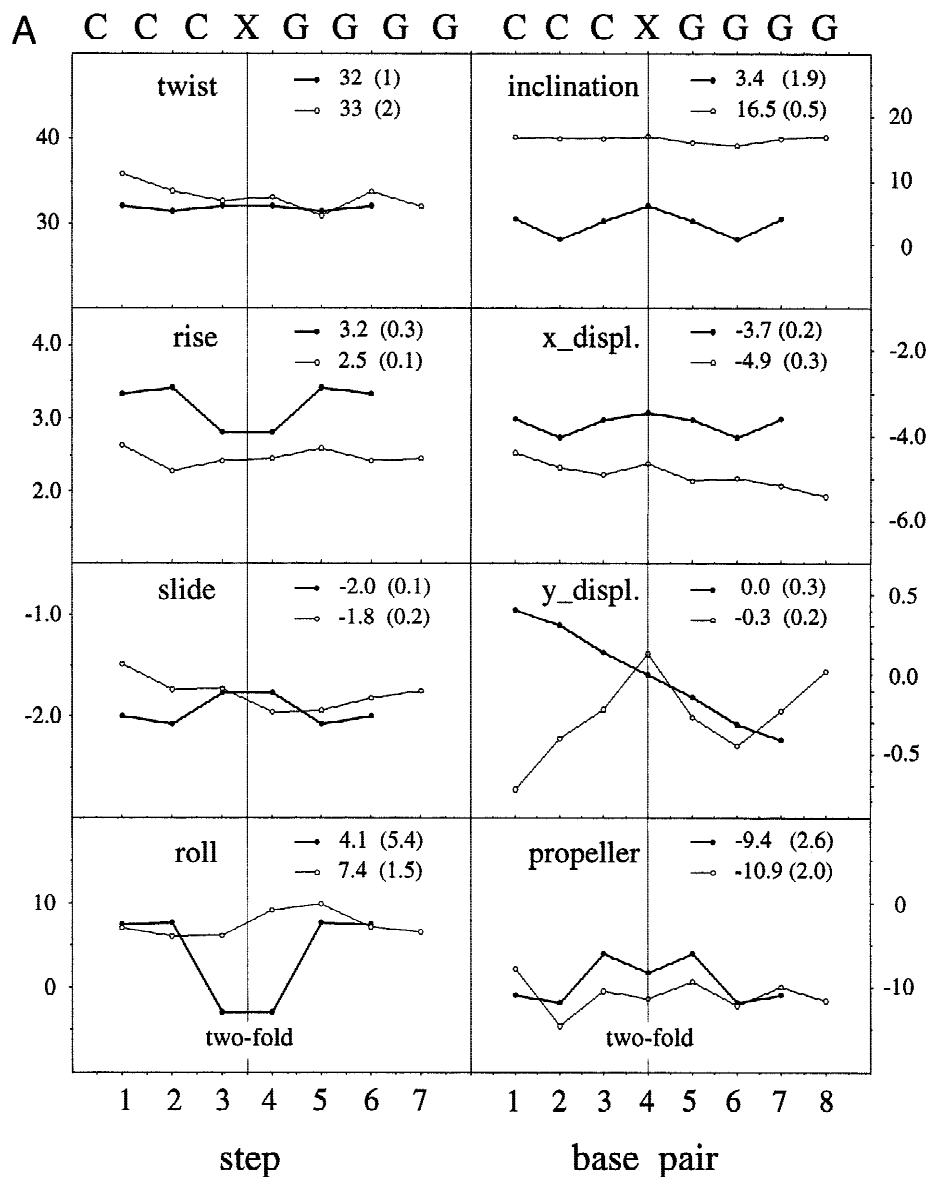 A
C C C X G G G G
C C C X G G G G
twist
32 (1)
33 (2)
40
30
inclination
3.4 (1.9)
16.5 (0.5)
20
10
0
rise
3.2 (0.3)
2.5 (0.1)
4.0
3.0
2.0
x_displ.
-3.7 (0.2)
-4.9 (0.3)
-2.0
-4.0
-6.0
slide
-2.0 (0.1)
-1.8 (0.2)
-1.0
-2.0
y_displ.
0.0 (0.3)
-0.3 (0.2)
0.5
0.0
-0.5
roll
4.1 (5.4)
7.4 (1.5)
10
0
two-fold
propeller
-9.4 (2.6)
-10.9 (2.0)
0
-10
two-fold
1 2 3 4 5 6 7
1 2 3 4 5 6 7 8
step
base pair